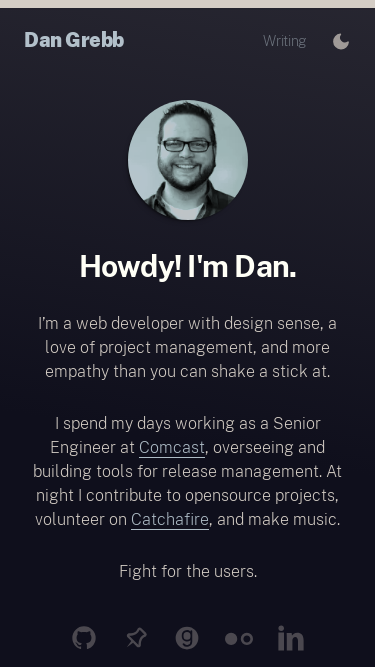 Dan Grebb
Writing
Howdy! I'm Dan.
I'm a web developer with design sense, a
love of project management, and more
empathy than you can shake a stick at.
I spend my days working as a Senior
Engineer at Comcast, overseeing and
building tools for release management. At
night I contribute to opensource projects,
volunteer on Catchafire, and make music.
Fight for the users.